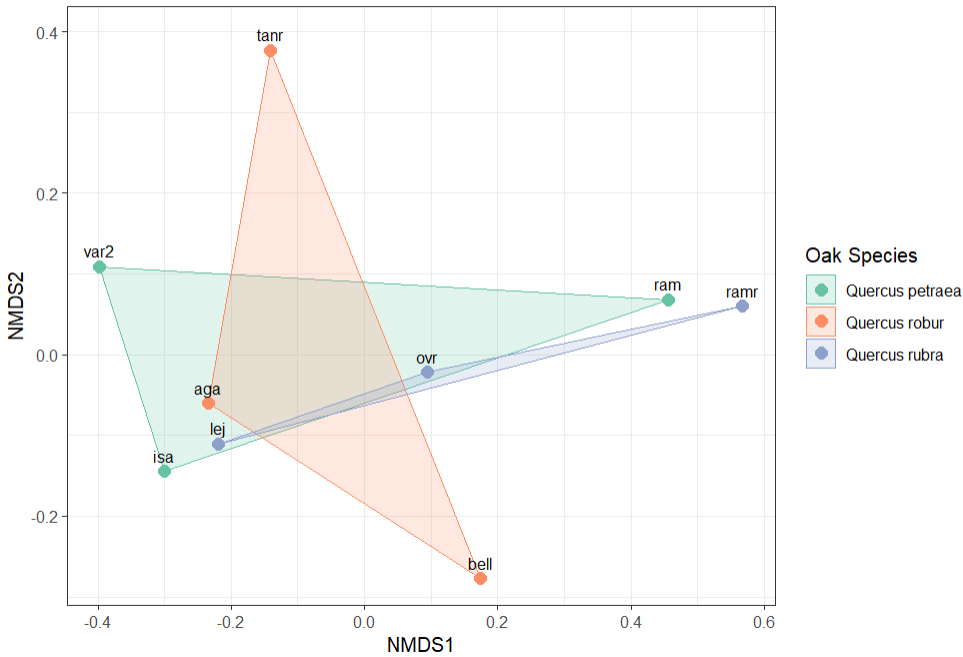 0.4
0.2
0.0
-0.2
NMDS2
tanr
var2
ram
ramr
ovr
aga
lej
isa
bell
-0.4
-0.2
0.0
0.2
0.4
0.6
NMDS1
Oak Species
Quercus petraea
Quercus robur
Quercus rubra